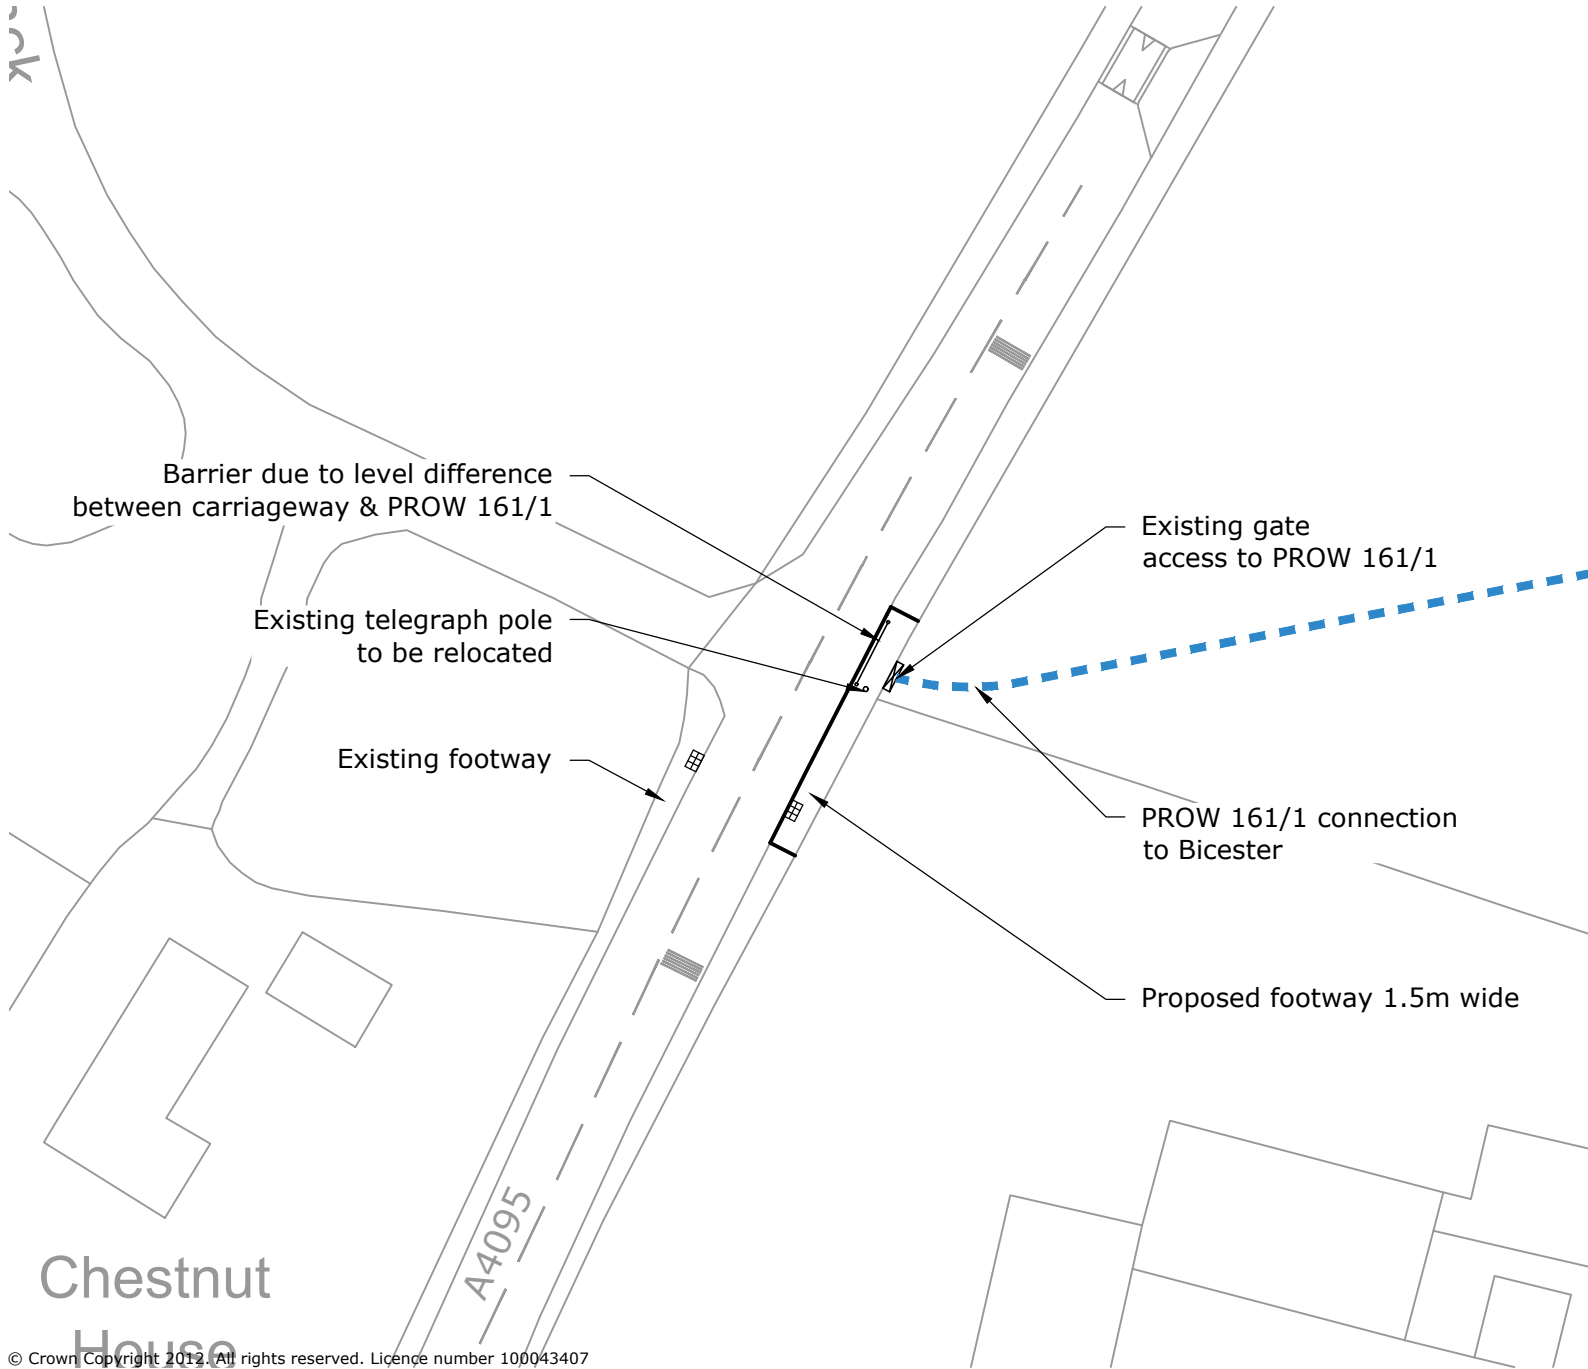 Barrier due to level difference
between carriageway & PROW 161/1
Existing gate
access to PROW 161/1
Existing telegraph pole
to be relocated
Existing footway
PROW 161/1 connection
to Bicester
Proposed footway 1.5m wide
A4095
Chestnut
House
© Crown Copyright 2012. All rights reserved. Licence number 100043407